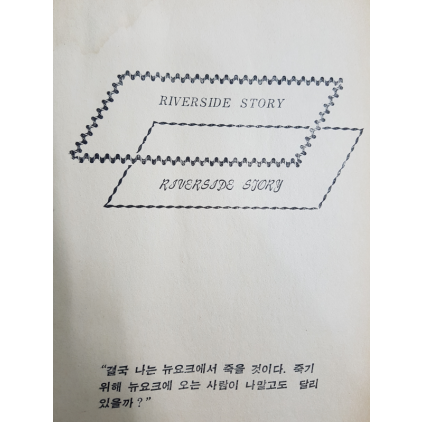 RIVERSIDE STORY
RIVERSIDE STORY
“결국 나는 뉴요크에서 죽을 것이다. 죽기
위해 뉴요크에 오는 사람이 나말고도 달리
있을까?”